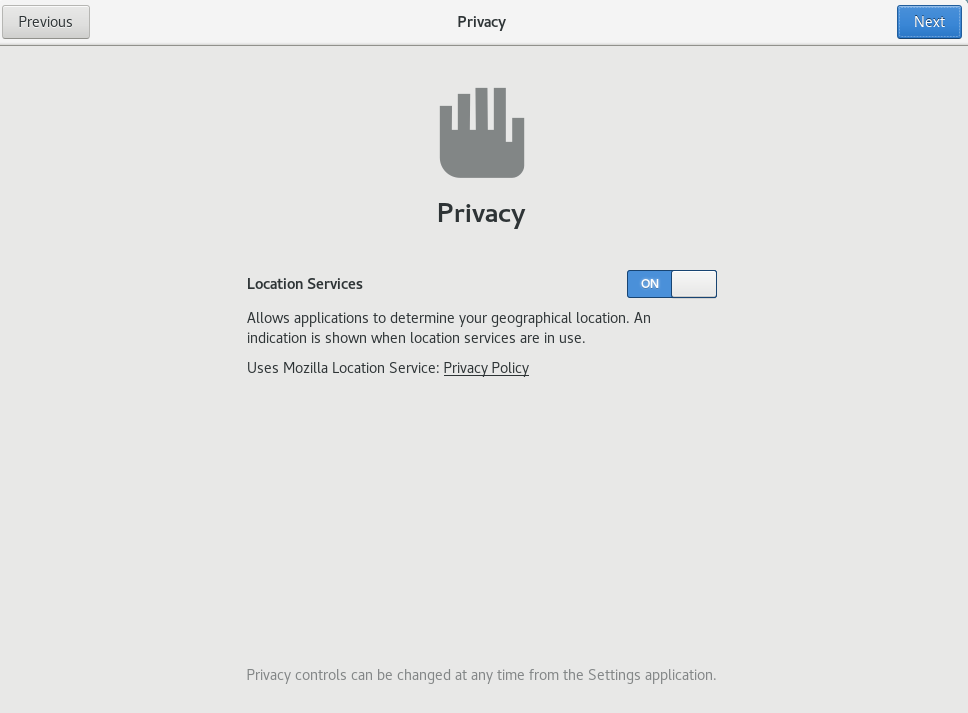 Previous
Privacy
Next
Privacy
Location Services
ON
Allows applications to determine your geographical location. An
indication is shown when location services are in use.
Uses Mozilla Location Service: Privacy Policy
Privacy controls can be changed at any time from the Settings application.